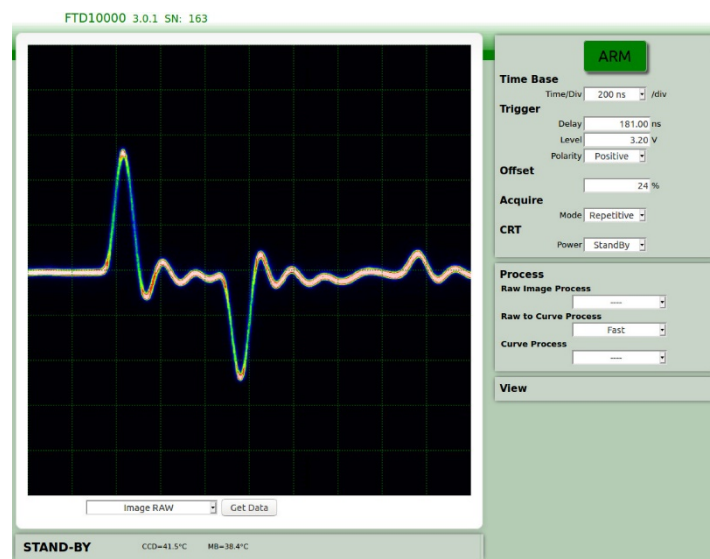 FTD10000 3.0.1 SN: 163
ARM
Time Base
Time/Div 200 ns /div
Trigger
Delay 181.00 ns
Level 3.20 V
Polarity Positive
Offset
24 %
Acquire
Mode Repetitive
CRT
Power StandBy
Process
Raw Image Process
----
Raw to Curve Process
Fast
Curve Process
----
View
Image RAW Get Data
STAND-BY CCD=41.5°C MB=38.4°C